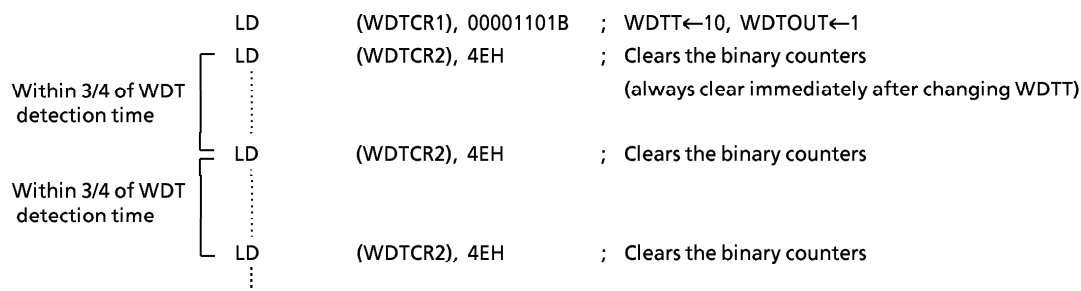 LD (WDTCR1), 00001101B ; WDTT←10, WDTOUT←1
LD (WDTCR2), 4EH ; Clears the binary counters
Within 3/4 of WDT (always clear immediately after changing WDTT)
detection time
LD (WDTCR2), 4EH ; Clears the binary counters
Within 3/4 of WDT
detection time
LD (WDTCR2), 4EH ; Clears the binary counters